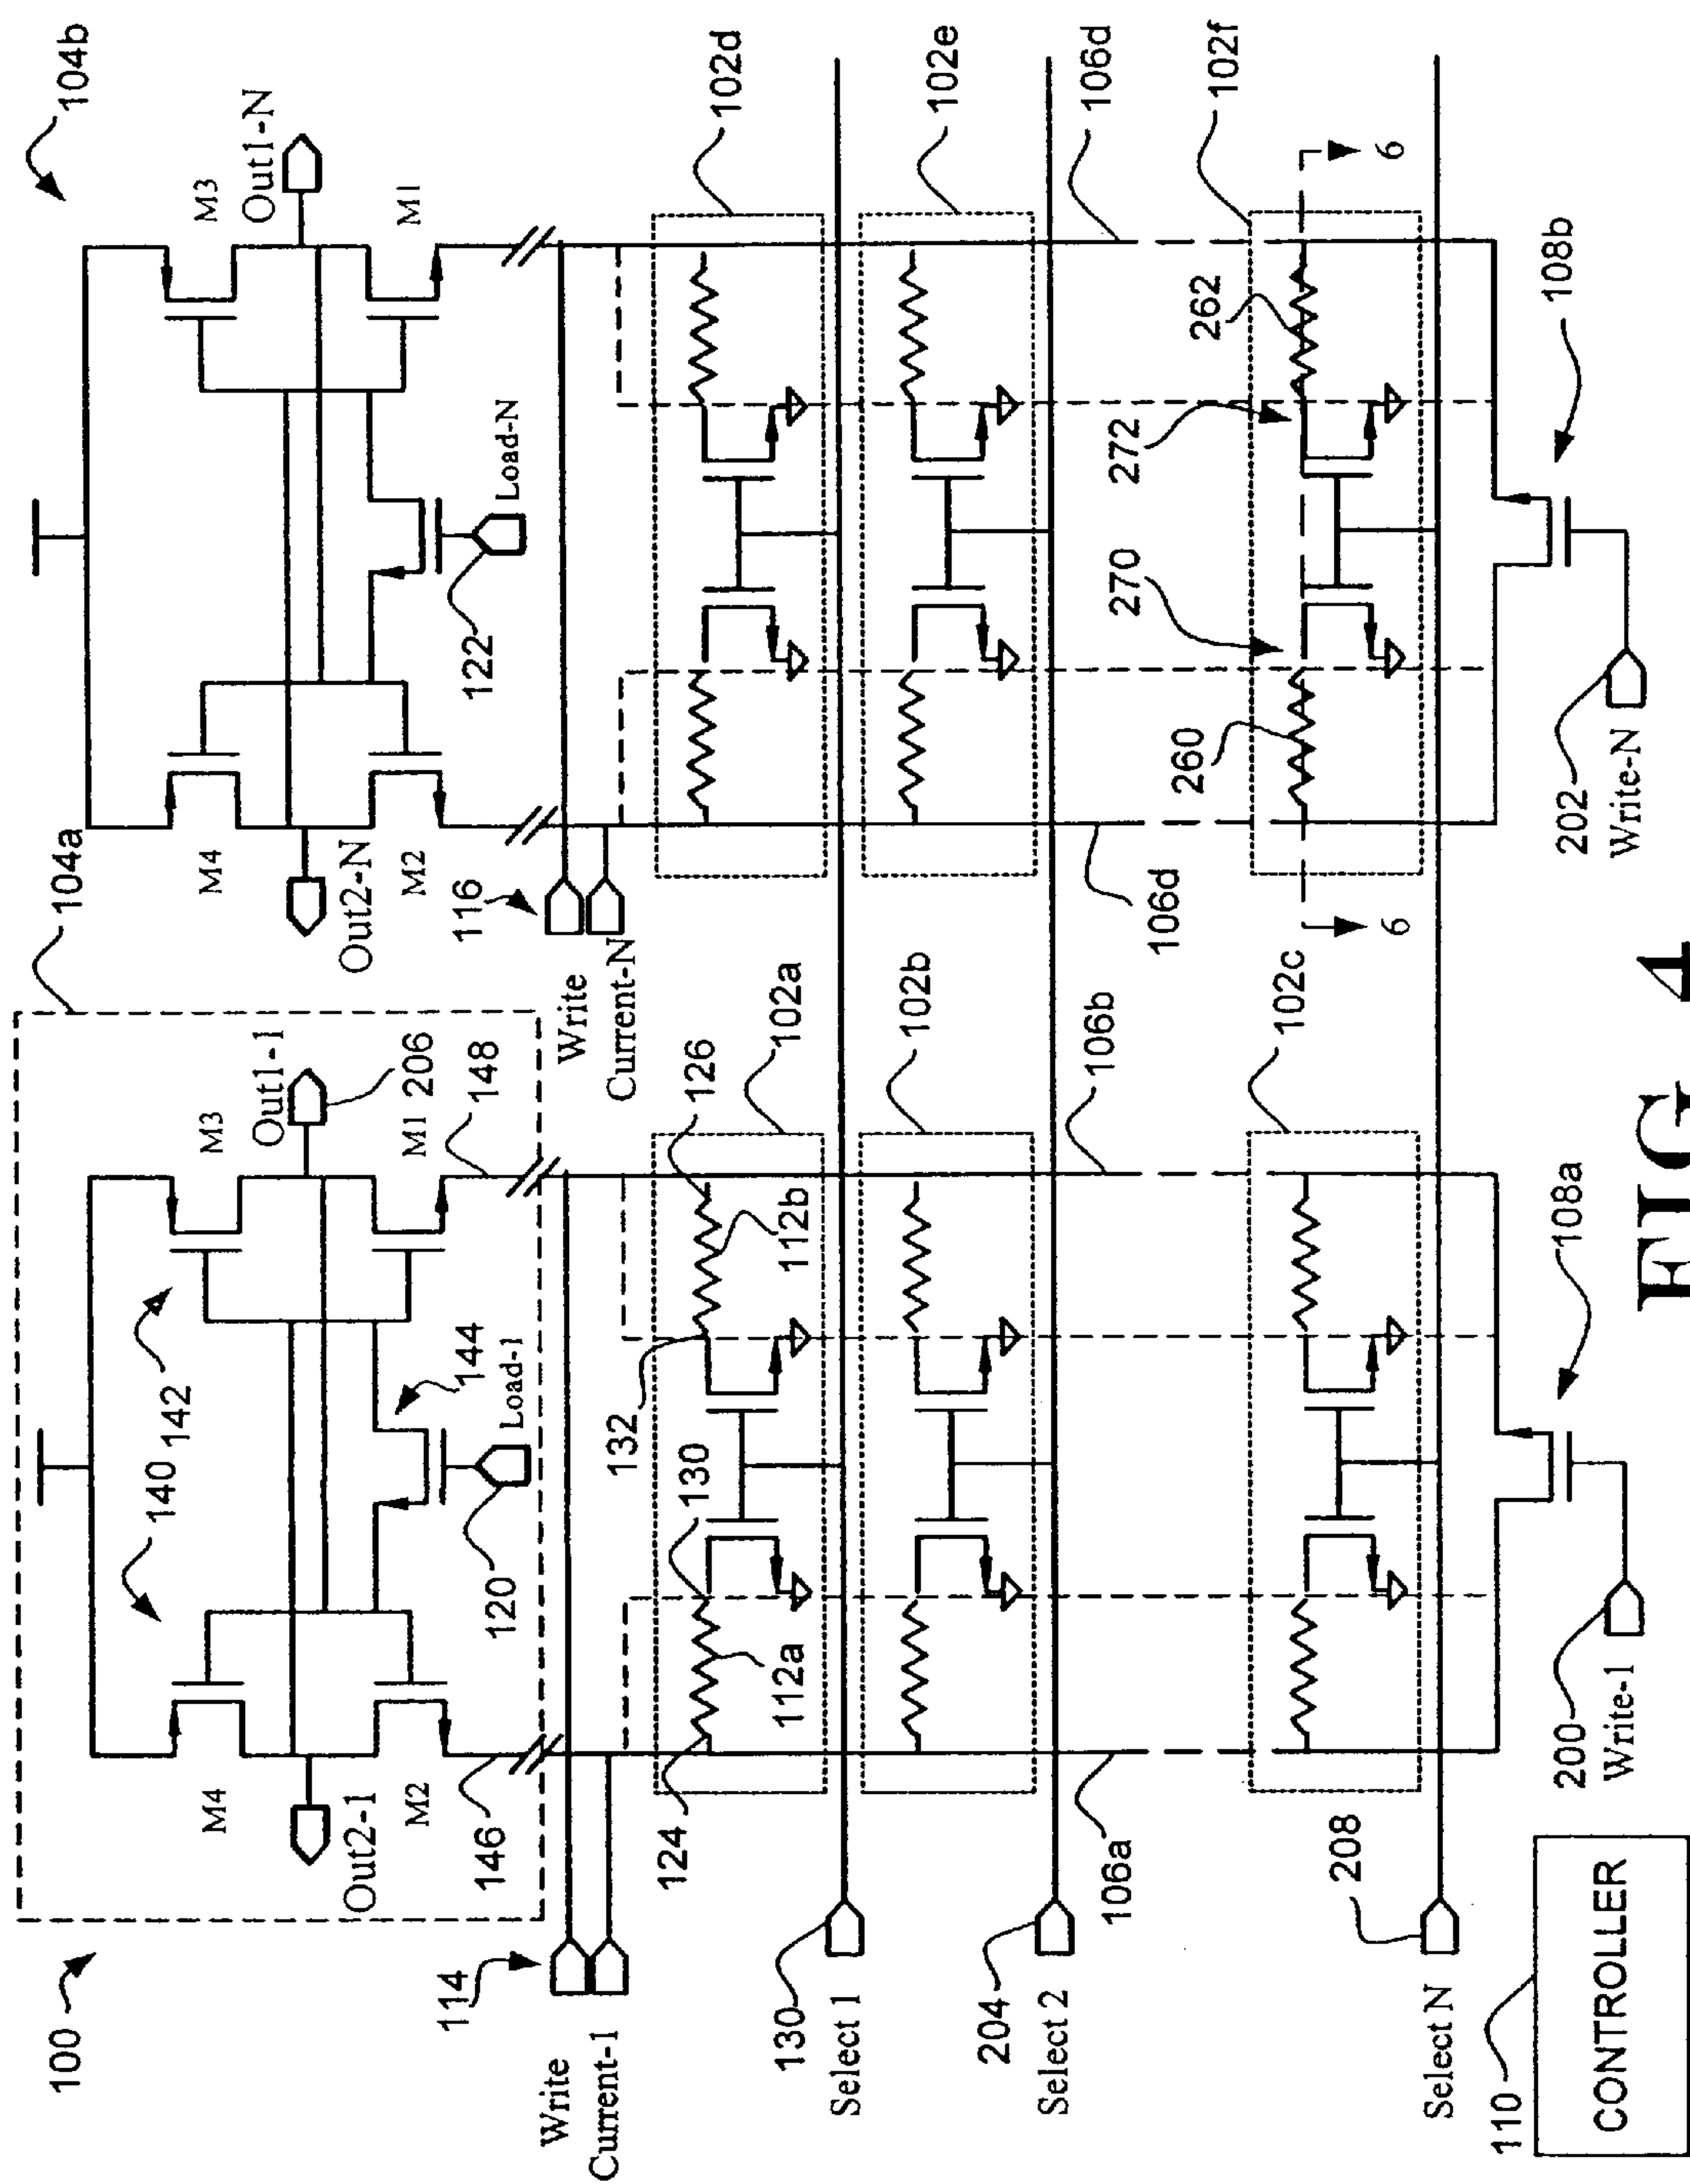 100
104a
104b
140
142
M4
M3
M4
M3
Out2-1
Out1-1
206
Out2-N
Out1-N
M2
144
M1
148
M2
M1
146
120
Load-1
122
Load-N
114
Write
Current-1
116
Write
Current-N
124
130
132
126
102a
102d
112a
112b
130
Select 1
102b
102e
204
Select 2
106a
106b
106d
106d
270
272
260
262
102c
102f
6
6
208
Select N
200
Write-1
108a
202
Write-N
108b
110
CONTROLLER
FIG 4